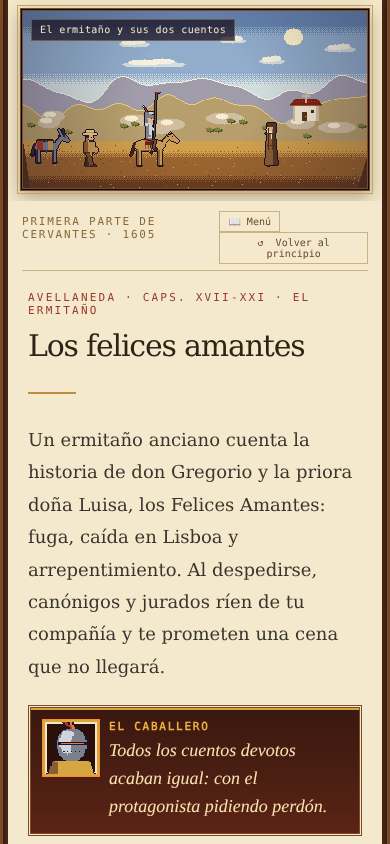 El ermitaño y sus dos cuentos
PRIMERA PARTE DE
CERVANTES · 1605
📖 Menú
↺ Volver al
principio
AVELLANEDA · CAPS. XVII-XXI · EL
ERMITAÑO
Los felices amantes
Un ermitaño anciano cuenta la
historia de don Gregorio y la priora
doña Luisa, los Felices Amantes:
fuga, caída en Lisboa y
arrepentimiento. Al despedirse,
canónigos y jurados ríen de tu
compañía y te prometen una cena
que no llegará.
EL CABALLERO
Todos los cuentos devotos
acaban igual: con el
protagonista pidiendo perdón.